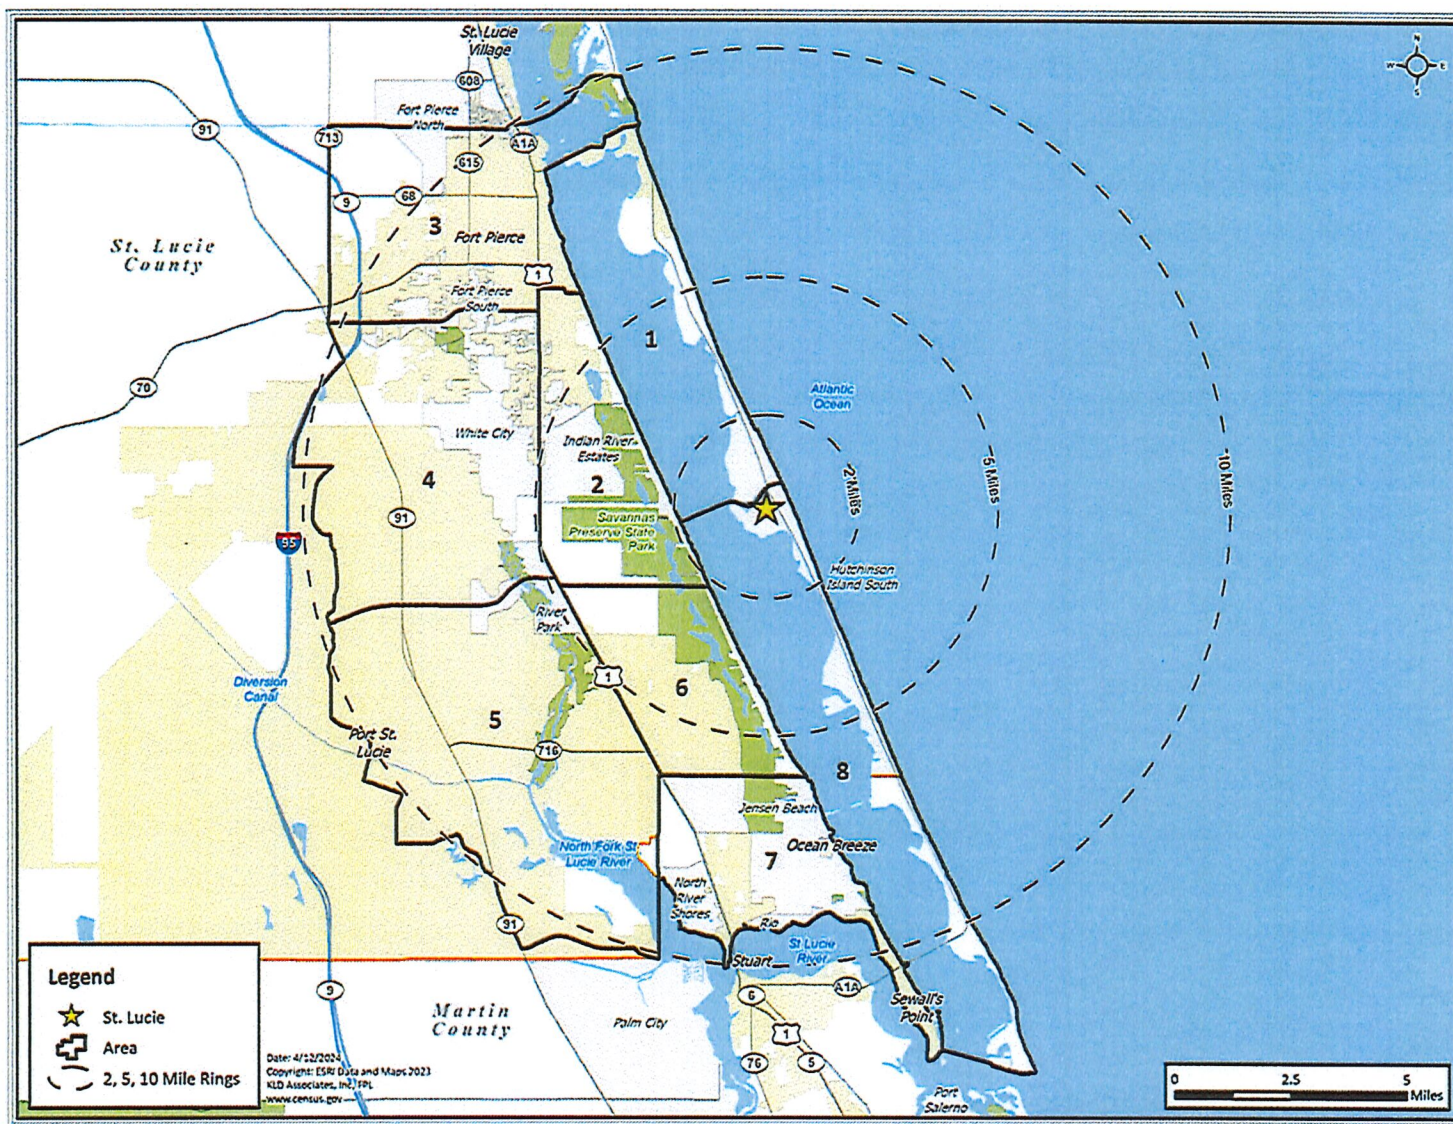 N
W E
S
St. Lucie
Village
608
Fort Pierce
North
91
713
A1A
615
68
9
3
Fort Pierce
St. Lucie
County
1
Fort Pierce
South
1
70
Atlantic
Ocean
White City
Indian River
Estates
2
4
2 Miles
5 Miles
10 Miles
91
Savannas
Preserve State
Park
95
Hutchinson
Island South
River
Park
1
6
Diversion
Canal
5
Port St.
Lucie
716
8
Jensen Beach
Ocean Breeze
North Fork St
Lucie River
7
North
River
Shores
Rio
91
St Lucie
River
Stuart
Legend
St. Lucie
Area
2, 5, 10 Mile Rings
9
Martin
County
Palm City
6
A1A
Sewall's
Point
1
76
5
Port
Salerno
Date: 4/12/2024
Copyright: ESRI Data and Maps 2023
KLD Associates, Inc, FPL
www.census.gov
0 2.5 5
Miles